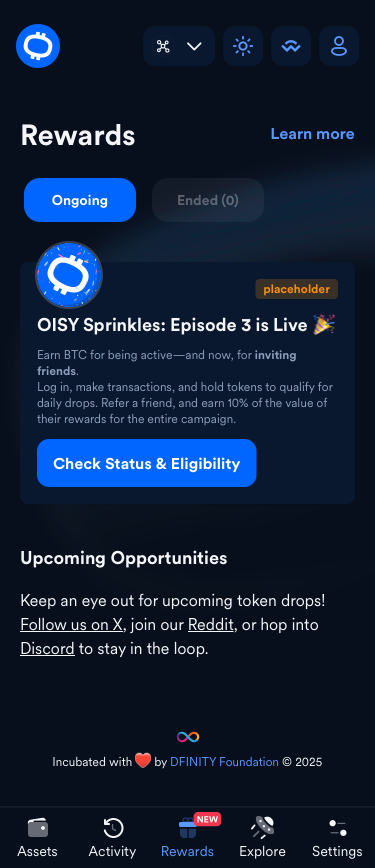 Rewards
Learn more
Ongoing
Ended (0)
placeholder
OISY Sprinkles: Episode 3 is Live 🎉
Earn BTC for being active—and now, for inviting
friends.
Log in, make transactions, and hold tokens to qualify for
daily drops. Refer a friend, and earn 10% of the value of
their rewards for the entire campaign.
Check Status & Eligibility
Upcoming Opportunities
Keep an eye out for upcoming token drops!
Follow us on X, join our Reddit, or hop into
Discord to stay in the loop.
Incubated with ❤️ by DFINITY Foundation © 2025
NEW
Assets
Activity
Rewards
Explore
Settings